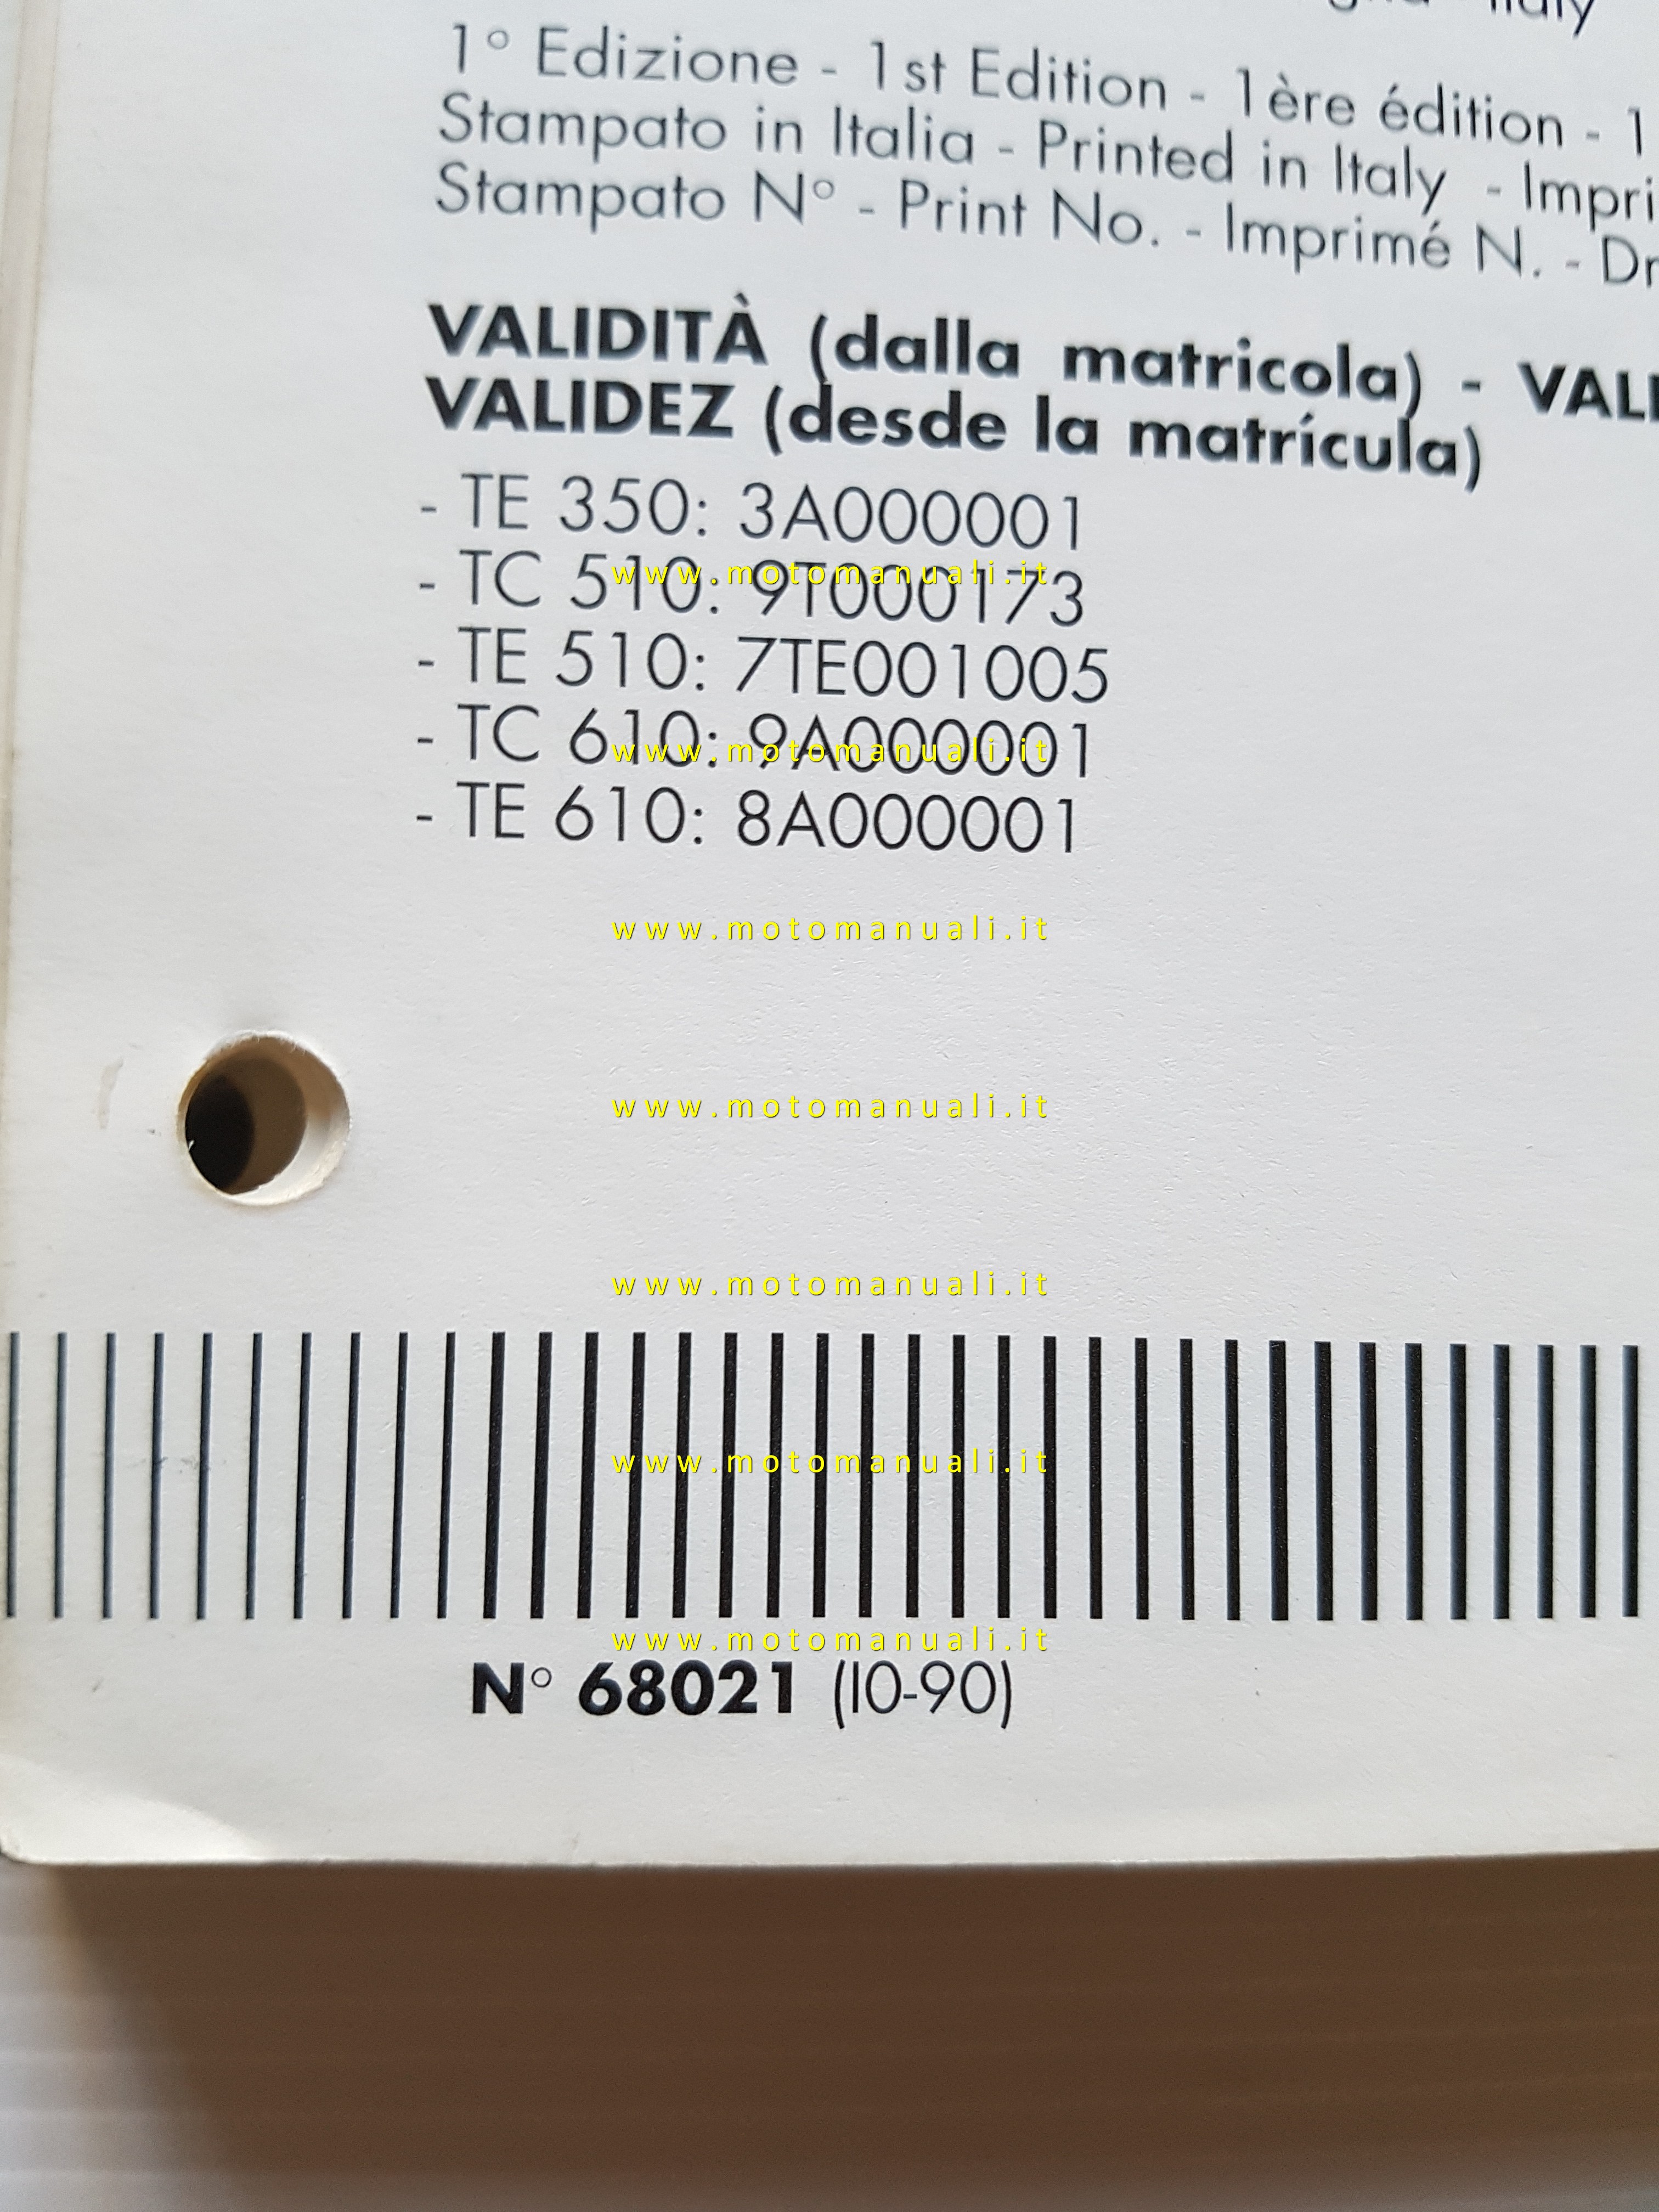 Italy
1° Edizione - 1st Edition - 1ère édition - 1
Stampato in Italia - Printed in Italy - Impri
Stampato N° - Print No. - Imprimé N. - Dr
VALIDITÀ (dalla matricola) - VALI
VALIDEZ (desde la matrícula)
- TE 350: 3A000001
- TC 510: 9T000173
www.motomanuali.it
- TE 510: 7TE001005
- TC 610: 9A000001
www.motomanuali.it
- TE 610: 8A000001
www.motomanuali.it
www.motomanuali.it
www.motomanuali.it
www.motomanuali.it
www.motomanuali.it
N° 68021 (10-90)